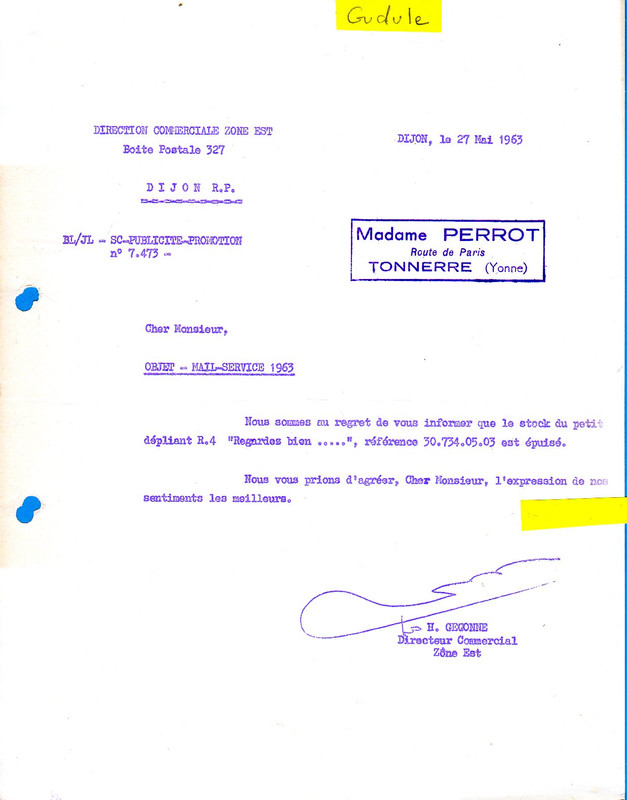 Gudule
DIRECTION COMMERCIALE ZONE EST
Boite Postale 327
DIJON R.P.
DIJON, le 27 Mai 1963
BL/JL - SC-PUBLICITE-PROMOTION
n° 7.473 -
Madame PERROT
Route de Paris
TONNERRE (Yonne)
Cher Monsieur,
OBJET - MAIL-SERVICE 1963
Nous sommes au regret de vous informer que le stock du petit
dépliant R.4 "Regardez bien .....", référence 30.734.05.03 est épuisé.
Nous vous prions d'agréer, Cher Monsieur, l'expression de nos
sentiments les meilleurs.
H. GEGONNE
Directeur Commercial
Zône Est